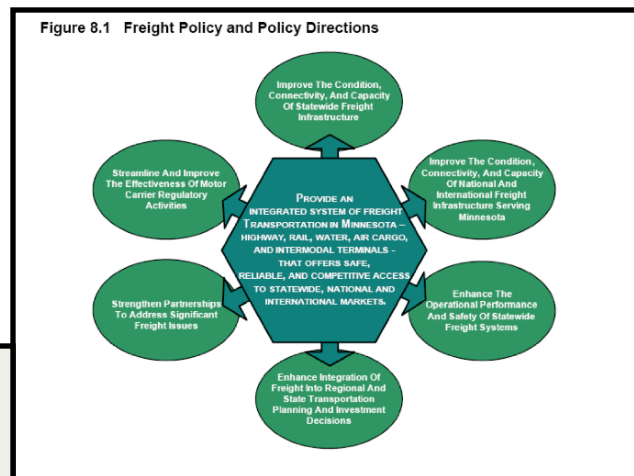 Figure 8.1   Freight Policy and Policy Directions
Improve The Condition,
Connectivity, And Capacity
Of Statewide Freight
Infrastructure
Streamline And Improve
The Effectiveness Of Motor
Carrier Regulatory
Activities
Improve The Condition,
Connectivity, And Capacity
Of National And
International Freight
Infrastructure Serving
Minnesota
PROVIDE AN
INTEGRATED SYSTEM OF FREIGHT
TRANSPORTATION IN MINNESOTA –
HIGHWAY, RAIL, WATER, AIR CARGO,
AND INTERMODAL TERMINALS -
THAT OFFERS SAFE,
RELIABLE, AND COMPETITIVE ACCESS
TO STATEWIDE, NATIONAL AND
INTERNATIONAL MARKETS.
Strengthen Partnerships
To Address Significant
Freight Issues
Enhance The
Operational Performance
And Safety Of Statewide
Freight Systems
Enhance Integration Of
Freight Into Regional And
State Transportation
Planning And Investment
Decisions